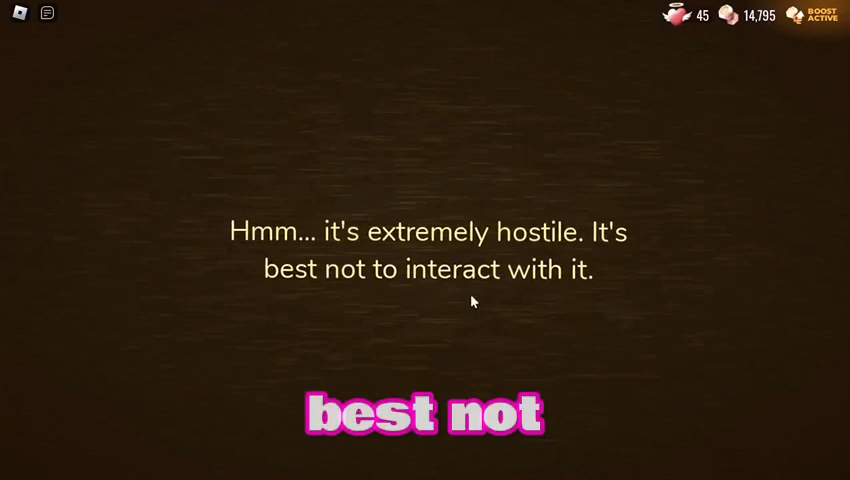 45
14,795
BOOST
ACTIVE
Hmm... it's extremely hostile. It's
best not to interact with it.
best not